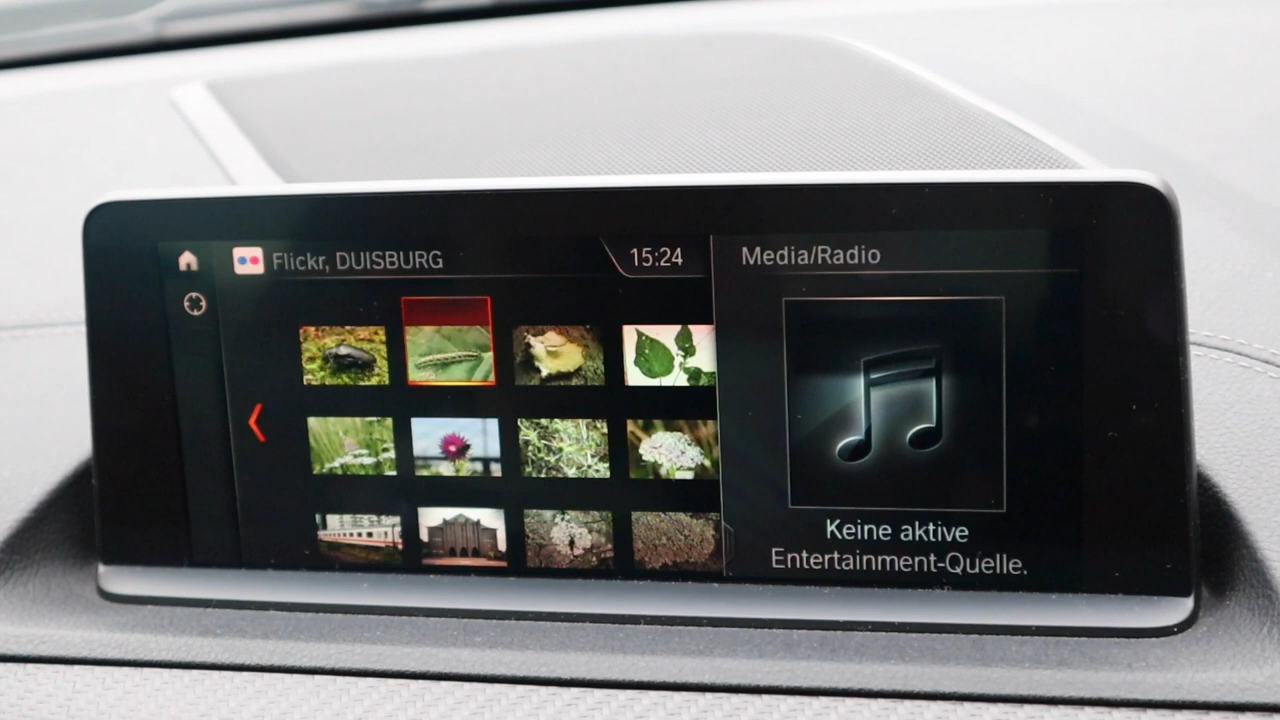 Flickr, DUISBURG
15:24
Media/Radio
Keine aktive
Entertainment-Quelle.